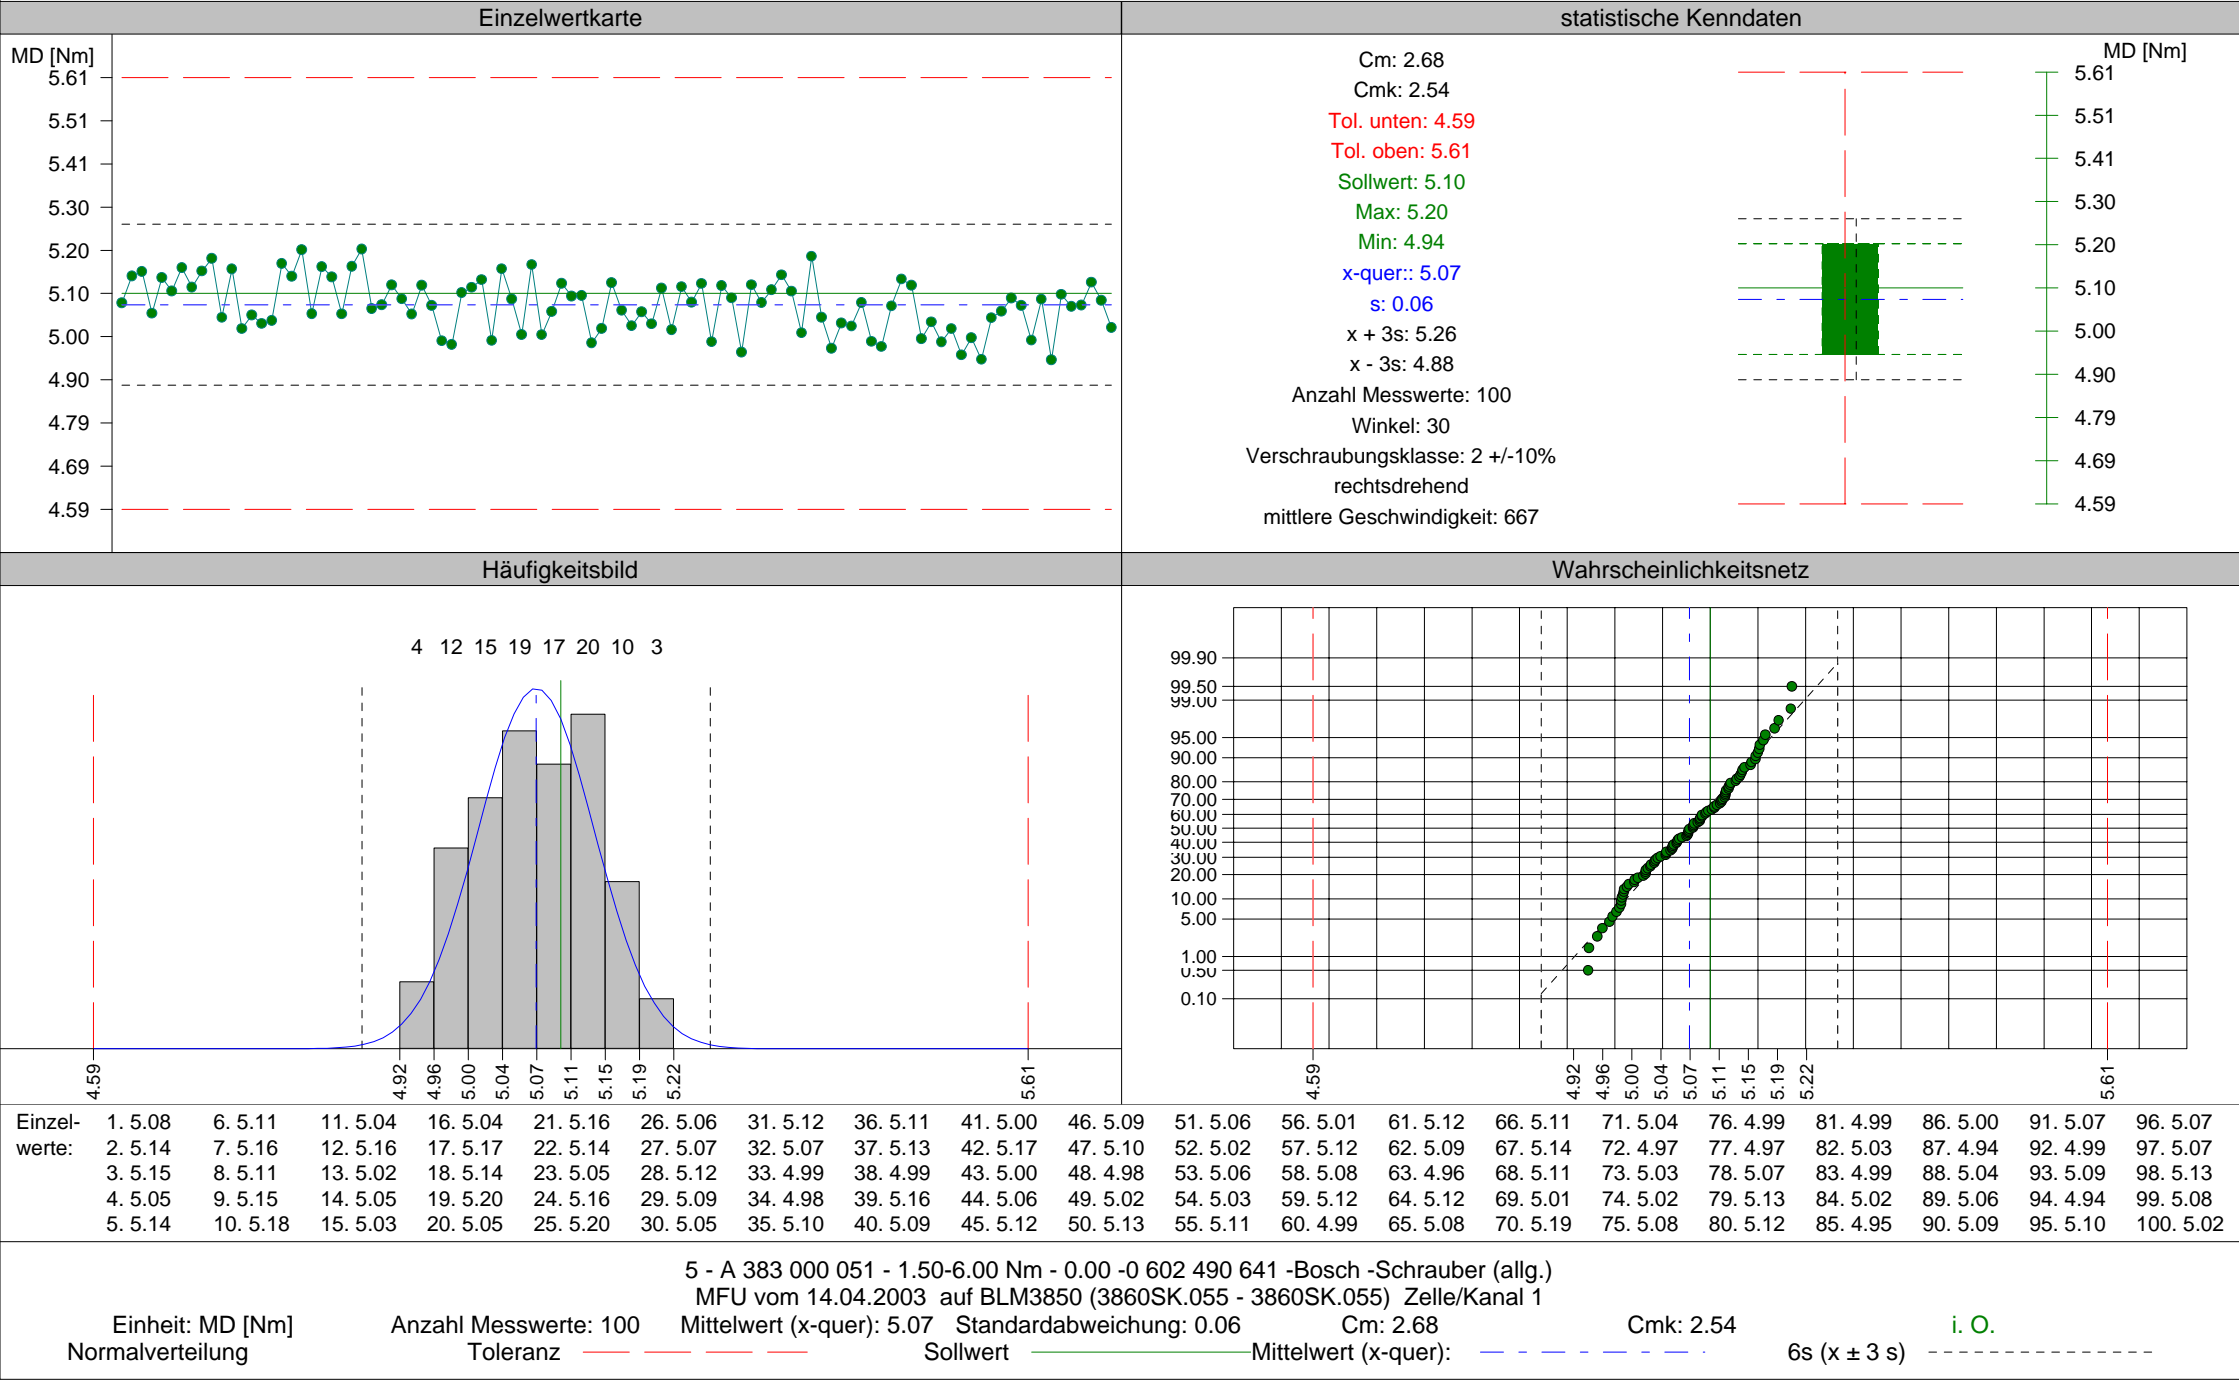 Einzelwertkarte
MD [Nm]
5.61
5.51
5.41
5.30
5.20
5.10
5.00
4.90
4.79
4.69
4.59
statistische Kenndaten
Cm: 2.68
Cmk: 2.54
Tol. unten: 4.59
Tol. oben: 5.61
Sollwert: 5.10
Max: 5.20
Min: 4.94
x-quer:: 5.07
s: 0.06
x + 3s: 5.26
x - 3s: 4.88
Anzahl Messwerte: 100
Winkel: 30
Verschraubungsklasse: 2 +/-10%
rechtsdrehend
mittlere Geschwindigkeit: 667
MD [Nm]
5.61
5.51
5.41
5.30
5.20
5.10
5.00
4.90
4.79
4.69
4.59
Häufigkeitsbild
4 12 15 19 17 20 10 3
4.59 4.92 4.96 5.00 5.04 5.07 5.11 5.15 5.19 5.22 5.61
Wahrscheinlichkeitsnetz
99.90
99.50
99.00
95.00
90.00
80.00
70.00
60.00
50.00
40.00
30.00
20.00
10.00
5.00
1.00
0.50
0.10
4.59 4.92 4.96 5.00 5.04 5.07 5.11 5.15 5.19 5.22 5.61
Einzel- 1. 5.08 6. 5.11 11. 5.04 16. 5.04 21. 5.16 26. 5.06 31. 5.12 36. 5.11 41. 5.00 46. 5.09 51. 5.06 56. 5.01 61. 5.12 66. 5.11 71. 5.04 76. 4.99 81. 4.99 86. 5.00 91. 5.07 96. 5.07
werte: 2. 5.14 7. 5.16 12. 5.16 17. 5.17 22. 5.14 27. 5.07 32. 5.07 37. 5.13 42. 5.17 47. 5.10 52. 5.02 57. 5.12 62. 5.09 67. 5.14 72. 4.97 77. 4.97 82. 5.03 87. 4.94 92. 4.99 97. 5.07
3. 5.15 8. 5.11 13. 5.02 18. 5.14 23. 5.05 28. 5.12 33. 4.99 38. 4.99 43. 5.00 48. 4.98 53. 5.06 58. 5.08 63. 4.96 68. 5.11 73. 5.03 78. 5.07 83. 4.99 88. 5.04 93. 5.09 98. 5.13
4. 5.05 9. 5.15 14. 5.05 19. 5.20 24. 5.16 29. 5.09 34. 4.98 39. 5.16 44. 5.06 49. 5.02 54. 5.03 59. 5.12 64. 5.12 69. 5.01 74. 5.02 79. 5.13 84. 5.02 89. 5.06 94. 4.94 99. 5.08
5. 5.14 10. 5.18 15. 5.03 20. 5.05 25. 5.20 30. 5.05 35. 5.10 40. 5.09 45. 5.12 50. 5.13 55. 5.11 60. 4.99 65. 5.08 70. 5.19 75. 5.08 80. 5.12 85. 4.95 90. 5.09 95. 5.10 100. 5.02
5 - A 383 000 051 - 1.50-6.00 Nm - 0.00 -0 602 490 641 -Bosch -Schrauber (allg.)
MFU vom 14.04.2003 auf BLM3850 (3860SK.055 - 3860SK.055) Zelle/Kanal 1
Einheit: MD [Nm] Anzahl Messwerte: 100 Mittelwert (x-quer): 5.07 Standardabweichung: 0.06 Cm: 2.68 Cmk: 2.54 i. O.
Normalverteilung Toleranz Sollwert Mittelwert (x-quer): 6s (x ± 3 s)